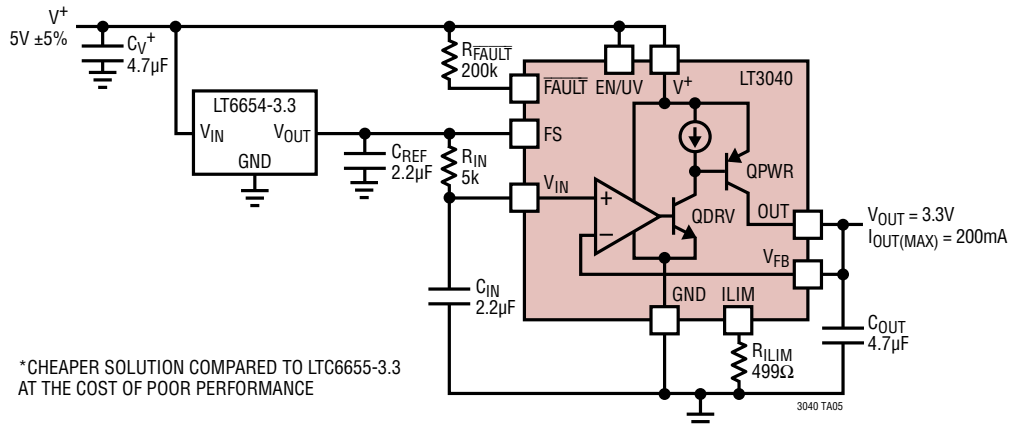 V+
5V ±5%
CV+
4.7µF
RFAULT
200k
LT6654-3.3
VIN
VOUT
GND
CREF
2.2µF
RIN
5k
CIN
2.2µF
FAULT
EN/UV
V+
LT3040
FS
VIN
+
–
QDRV
QPWR
OUT
VFB
GND
ILIM
VOUT = 3.3V
IOUT(MAX) = 200mA
COUT
4.7µF
RILIM
499Ω
*CHEAPER SOLUTION COMPARED TO LTC6655-3.3
AT THE COST OF POOR PERFORMANCE
3040 TA05